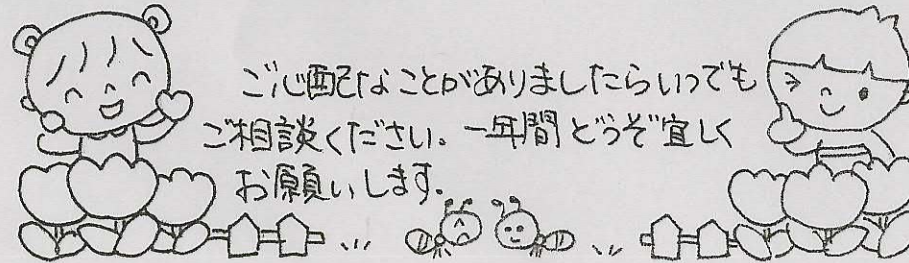 ご心配なことがありましたらいつでも
ご相談ください。一年間どうぞ宜しく
お願いします。